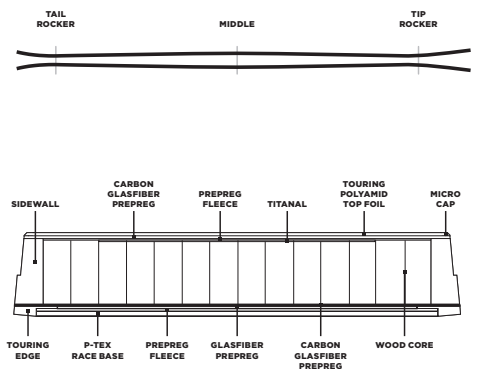 TAIL
ROCKER
MIDDLE
TIP
ROCKER
SIDEWALL
CARBON
GLASFIBER
PREPREG
PREPREG
FLEECE
TITANAL
TOURING
POLYAMID
TOP FOIL
MICRO
CAP
TOURING
EDGE
P-TEX
RACE BASE
PREPREG
FLEECE
GLASFIBER
PREPREG
CARBON
GLASFIBER
PREPREG
WOOD CORE